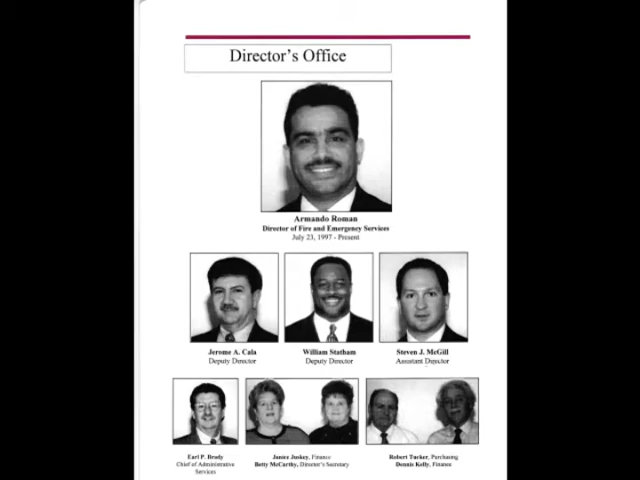 Director's Office
Armando Roman
Director of Fire and Emergency Services
July 23, 1997 - Present
Jerome A. Cala
Deputy Director
William Statham
Deputy Director
Steven J. McGill
Assistant Director
Earl P. Brady
Chief of Administrative
Services
Janice Juskey, Finance
Betty McCarthy, Director's Secretary
Robert Tucker, Purchasing
Dennis Kelly, Finance